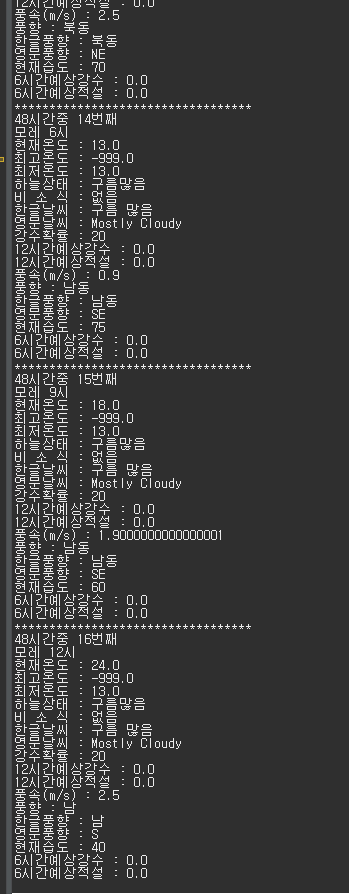 12시간예상적설 : 0.0
풍속(m/s) : 2.5
풍향 : 북동
한글풍향 : 북동
영문풍향 : NE
현재습도 : 70
6시간예상강수 : 0.0
6시간예상적설 : 0.0
**********************************
48시간중 14번째
모레 6시
현재온도 : 13.0
최고온도 : -999.0
최저온도 : 13.0
하늘상태 : 구름많음
비 소 식 : 없음
한글날씨 : 구름 많음
영문날씨 : Mostly Cloudy
강수확률 : 20
12시간예상강수 : 0.0
12시간예상적설 : 0.0
풍속(m/s) : 0.9
풍향 : 남동
한글풍향 : 남동
영문풍향 : SE
현재습도 : 75
6시간예상강수 : 0.0
6시간예상적설 : 0.0
**********************************
48시간중 15번째
모레 9시
현재온도 : 18.0
최고온도 : -999.0
최저온도 : 13.0
하늘상태 : 구름많음
비 소 식 : 없음
한글날씨 : 구름 많음
영문날씨 : Mostly Cloudy
강수확률 : 20
12시간예상강수 : 0.0
12시간예상적설 : 0.0
풍속(m/s) : 1.9000000000000001
풍향 : 남동
한글풍향 : 남동
영문풍향 : SE
현재습도 : 60
6시간예상강수 : 0.0
6시간예상적설 : 0.0
**********************************
48시간중 16번째
모레 12시
현재온도 : 24.0
최고온도 : -999.0
최저온도 : 13.0
하늘상태 : 구름많음
비 소 식 : 없음
한글날씨 : 구름 많음
영문날씨 : Mostly Cloudy
강수확률 : 20
12시간예상강수 : 0.0
12시간예상적설 : 0.0
풍속(m/s) : 2.5
풍향 : 남
한글풍향 : 남
영문풍향 : S
현재습도 : 40
6시간예상강수 : 0.0
6시간예상적설 : 0.0